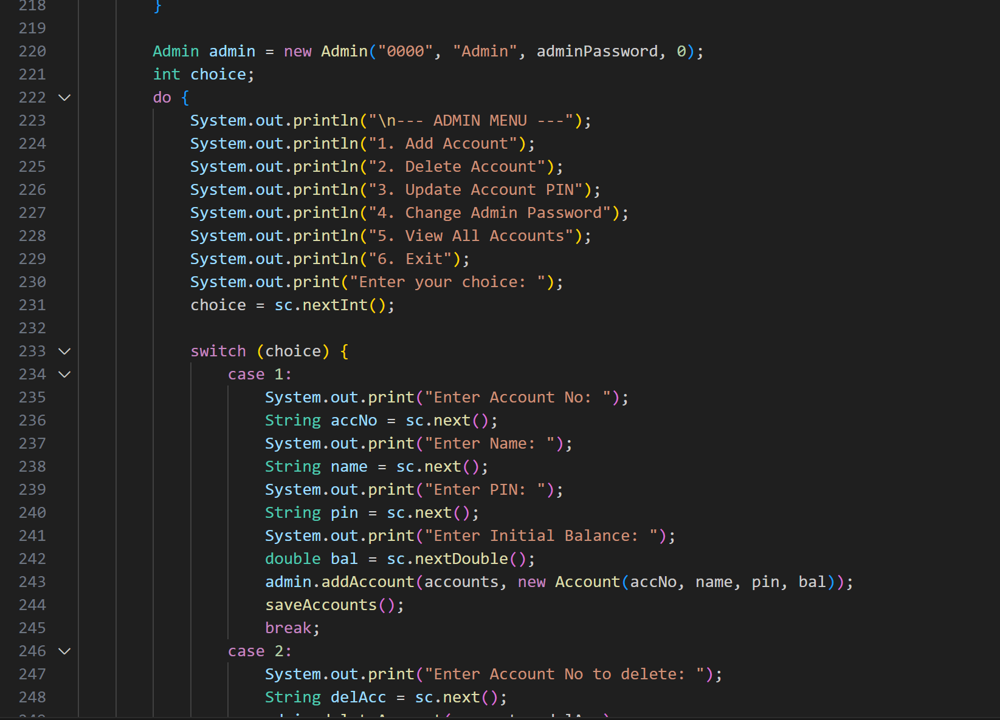 218 }
219
220 Admin admin = new Admin("0000", "Admin", adminPassword, 0);
221 int choice;
222 do {
223 System.out.println("\n--- ADMIN MENU ---");
224 System.out.println("1. Add Account");
225 System.out.println("2. Delete Account");
226 System.out.println("3. Update Account PIN");
227 System.out.println("4. Change Admin Password");
228 System.out.println("5. View All Accounts");
229 System.out.println("6. Exit");
230 System.out.print("Enter your choice: ");
231 choice = sc.nextInt();
232
233 switch (choice) {
234 case 1:
235 System.out.print("Enter Account No: ");
236 String accNo = sc.next();
237 System.out.print("Enter Name: ");
238 String name = sc.next();
239 System.out.print("Enter PIN: ");
240 String pin = sc.next();
241 System.out.print("Enter Initial Balance: ");
242 double bal = sc.nextDouble();
243 admin.addAccount(accounts, new Account(accNo, name, pin, bal));
244 saveAccounts();
245 break;
246 case 2:
247 System.out.print("Enter Account No to delete: ");
248 String delAcc = sc.next();